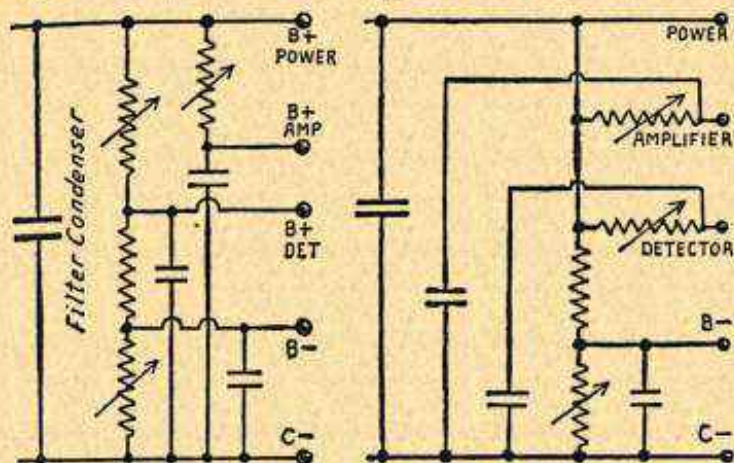 B+
POWER
B+
AMP
Filter Condenser
B+
DET
B-
C-
POWER
AMPLIFIER
DETECTOR
B-
C-